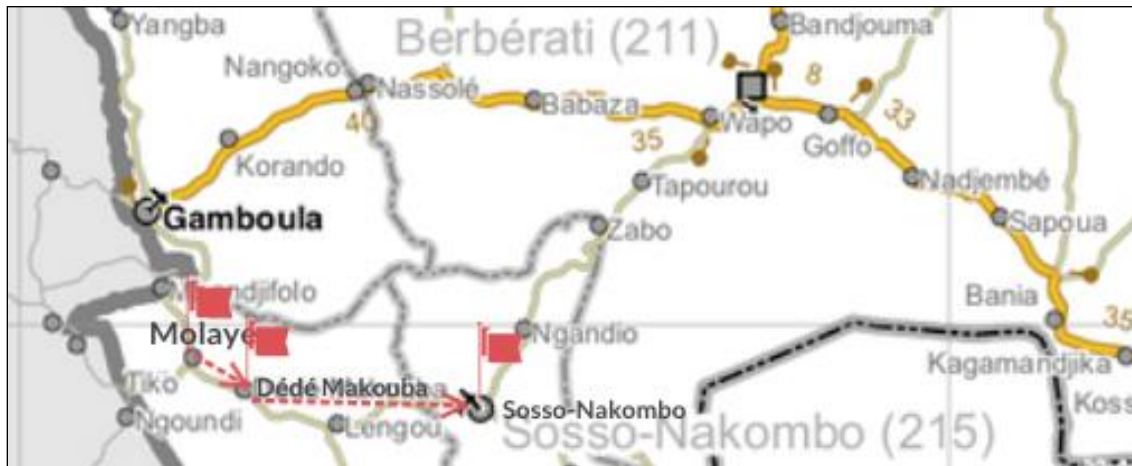 Yangba
Berbérati (211)
Bandjouma
Nangoko
Nassolé
8
Babaza
40
35
Wapo
33
Goffo
Korando
Tapourou
Nadjembé
Gamboula
Zabo
Sapoua
Bania
35
Molaye
Ngandio
Kagamandjika
Tiko
Dédé Makouba
Sosso-Nakombo
Koss
Ngoundi
Lengou
Sosso-Nakombo (215)